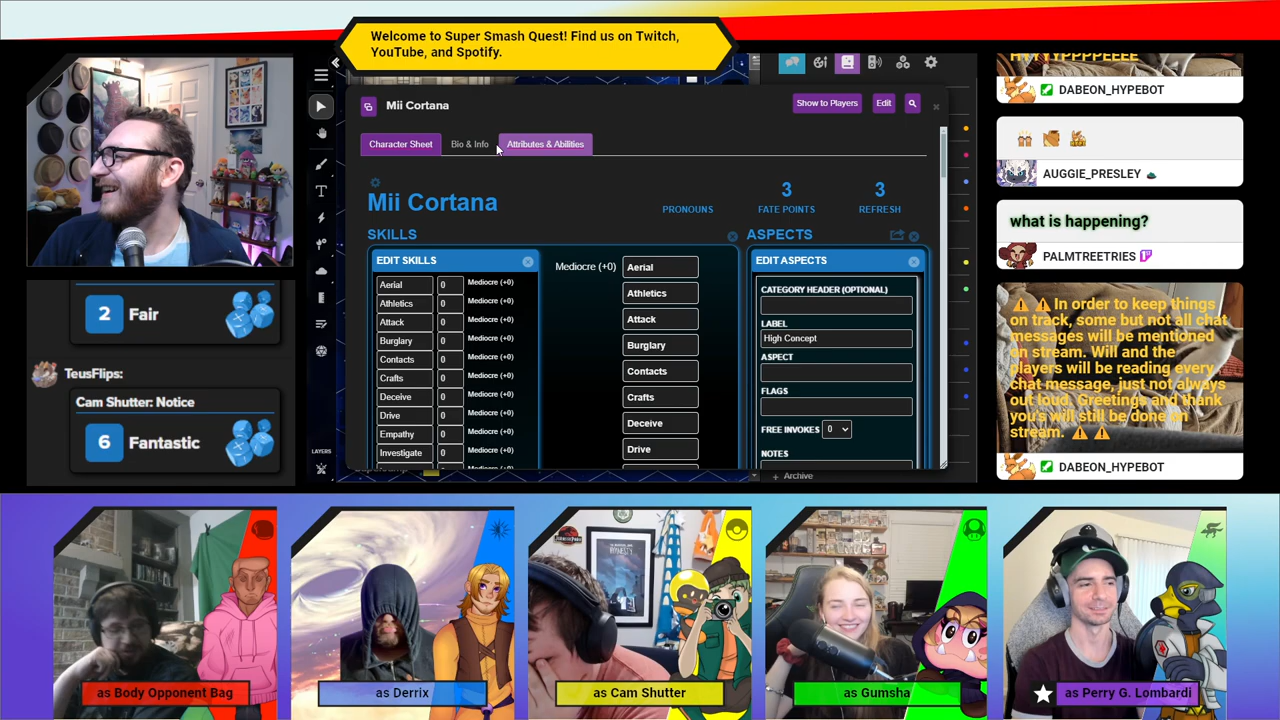 Welcome to Super Smash Quest! Find us on Twitch,
YouTube, and Spotify.
2 Fair
TeusFlips:
Cam Shutter: Notice
6 Fantastic
LAYERS
Mii Cortana
Show to Players
Edit
Character Sheet
Bio & Info
Attributes & Abilities
Mii Cortana
PRONOUNS
3
FATE POINTS
3
REFRESH
SKILLS
EDIT SKILLS
Aerial 0 Mediocre (+0)
Athletics 0 Mediocre (+0)
Attack 0 Mediocre (+0)
Burglary 0 Mediocre (+0)
Contacts 0 Mediocre (+0)
Crafts 0 Mediocre (+0)
Deceive 0 Mediocre (+0)
Drive 0 Mediocre (+0)
Empathy 0 Mediocre (+0)
Investigate 0 Mediocre (+0)
Mediocre (+0)
Mediocre (+0) Aerial
Athletics
Attack
Burglary
Contacts
Crafts
Deceive
Drive
ASPECTS
EDIT ASPECTS
CATEGORY HEADER (OPTIONAL)
LABEL
High Concept
ASPECT
FLAGS
FREE INVOKES 0
NOTES
+ Archive
HYYYYPPPPEEEE
DABEON_HYPEBOT
AUGGIE_PRESLEY
what is happening?
PALMTREETRIES
⚠ ⚠In order to keep things
on track, some but not all chat
messages will be mentioned
on stream. Will and the
players will be reading every
chat message, just not always
out loud. Greetings and thank
you's will still be done on
stream. ⚠ ⚠
DABEON_HYPEBOT
as Body Opponent Bag
as Derrix
as Cam Shutter
as Gumsha
as Perry G. Lombardi